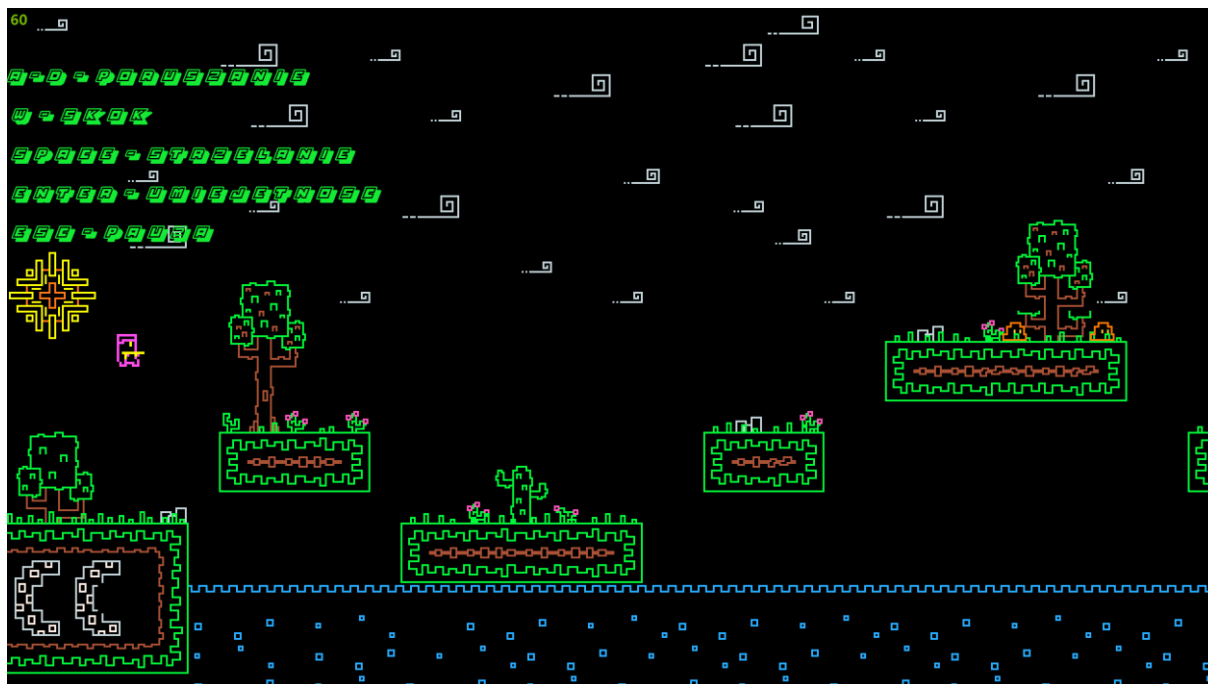 60
A-D - PORUSZANIE
W - SKOK
SPACE - STRZELANIE
ENTER - UMIEJETNOSC
ESC - PAUZA